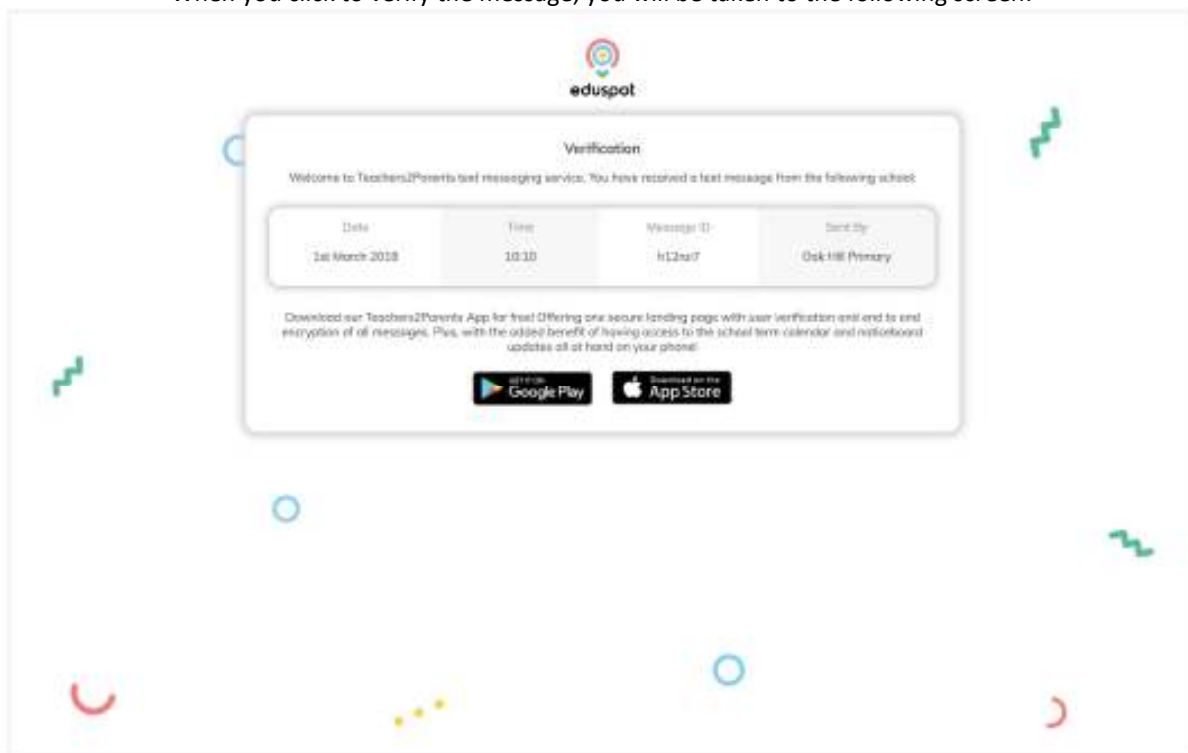 When you click to verify the message, you will be taken to the following screen:
eduspot
Verification
Welcome to Teachers2Parents text messaging service. You have received a text message from the following school:
Date Time Message ID Sent By
1st March 2018 10:10 Oak Hill Primary
Download our Teachers2Parents App for free! Offering one secure landing page with user verification and end to end
encryption of all messages. Plus, with the added benefit of having access to the school term calendar and noticeboard
updates all at hand on your phone!
GET IT ON Download on the
Google Play App Store